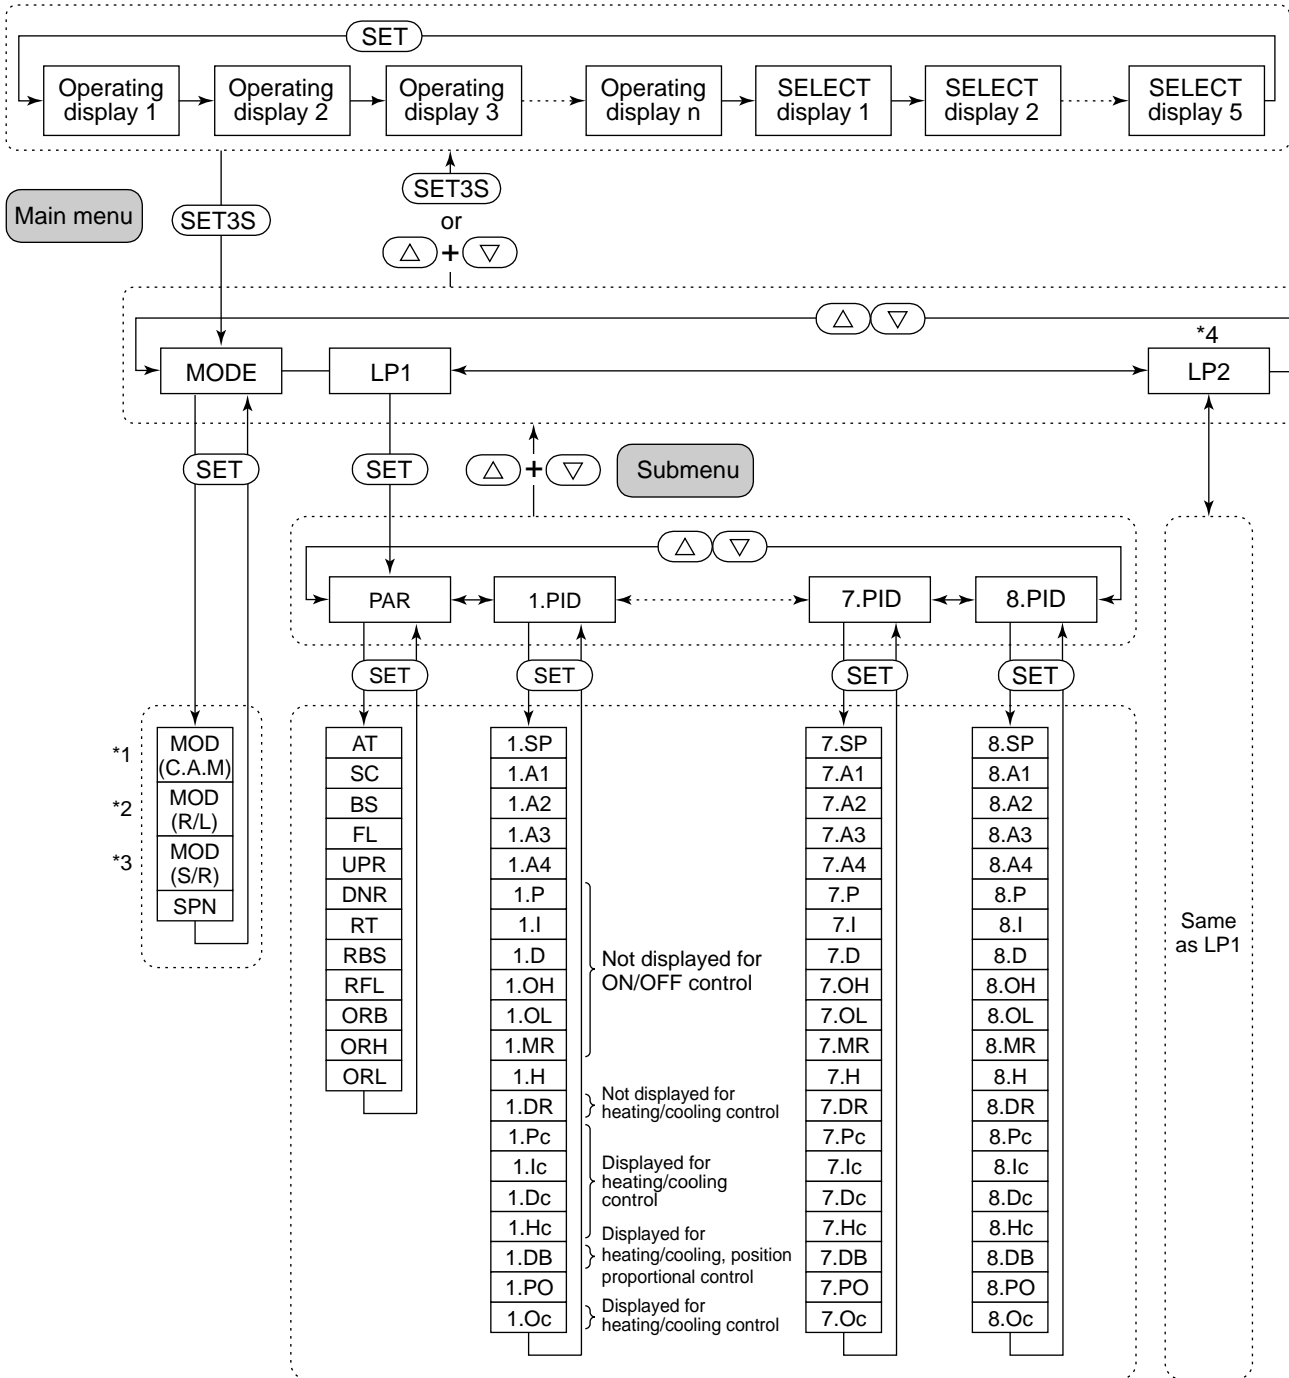 SET
Operating display 1
Operating display 2
Operating display 3
Operating display n
SELECT display 1
SELECT display 2
SELECT display 5
SET3S
or
△ + ▽
Main menu
SET3S
△ ▽
*4
MODE
LP1
LP2
SET
SET
△ + ▽
Submenu
△ ▽
PAR
1.PID
7.PID
8.PID
SET
SET
SET
SET
*1
MOD
(C.A.M)
*2
MOD
(R/L)
*3
MOD
(S/R)
SPN
AT
SC
BS
FL
UPR
DNR
RT
RBS
RFL
ORB
ORH
ORL
1.SP
1.A1
1.A2
1.A3
1.A4
1.P
1.I
1.D
1.OH
1.OL
1.MR
1.H
1.DR
1.Pc
1.Ic
1.Dc
1.Hc
1.DB
1.PO
1.Oc
Not displayed for
ON/OFF control
Not displayed for
heating/cooling control
Displayed for
heating/cooling
control
Displayed for
heating/cooling, position
proportional control
Displayed for
heating/cooling control
7.SP
7.A1
7.A2
7.A3
7.A4
7.P
7.I
7.D
7.OH
7.OL
7.MR
7.H
7.DR
7.Pc
7.Ic
7.Dc
7.Hc
7.DB
7.PO
7.Oc
8.SP
8.A1
8.A2
8.A3
8.A4
8.P
8.I
8.D
8.OH
8.OL
8.MR
8.H
8.DR
8.Pc
8.Ic
8.Dc
8.Hc
8.DB
8.PO
8.Oc
Same
as LP1